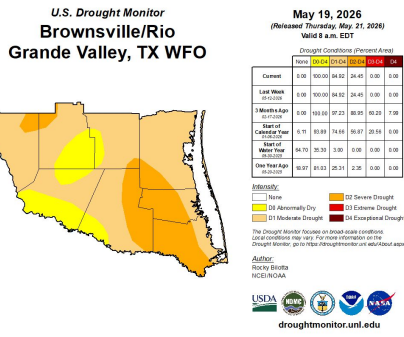 U.S. Drought Monitor
Brownsville/Rio
Grande Valley, TX WFO
May 19, 2026
(Released Thursday, May. 21, 2026)
Valid 8 a.m. EDT
Drought Conditions (Percent Area)
None D0-D4 D1-D4 D2-D4 D3-D4 D4
Current 0.00 100.00 84.92 24.45 0.00 0.00
Last Week 0.00 100.00 84.92 24.45 0.00 0.00
05-12-2026
3 Months Ago 0.00 100.00 97.23 88.95 60.20 7.99
02-17-2026
Start of
Calendar Year 6.11 93.89 74.66 56.87 20.56 0.00
Start of
Water Year 64.70 35.30 3.00 0.00 0.00 0.00
One Year Ago 18.97 81.03 25.31 2.35 0.00 0.00
Intensity:
None
D0 Abnormally Dry
D1 Moderate Drought
D2 Severe Drought
D3 Extreme Drought
D4 Exceptional Drought
The Drought Monitor focuses on broad-scale conditions.
Local conditions may vary. For more information on the
Drought Monitor, go to https://droughtmonitor.unl.edu/About.aspx
Author:
Rocky Bilotta
NCEI/NOAA
USDA
NDMC
NASA
droughtmonitor.unl.edu